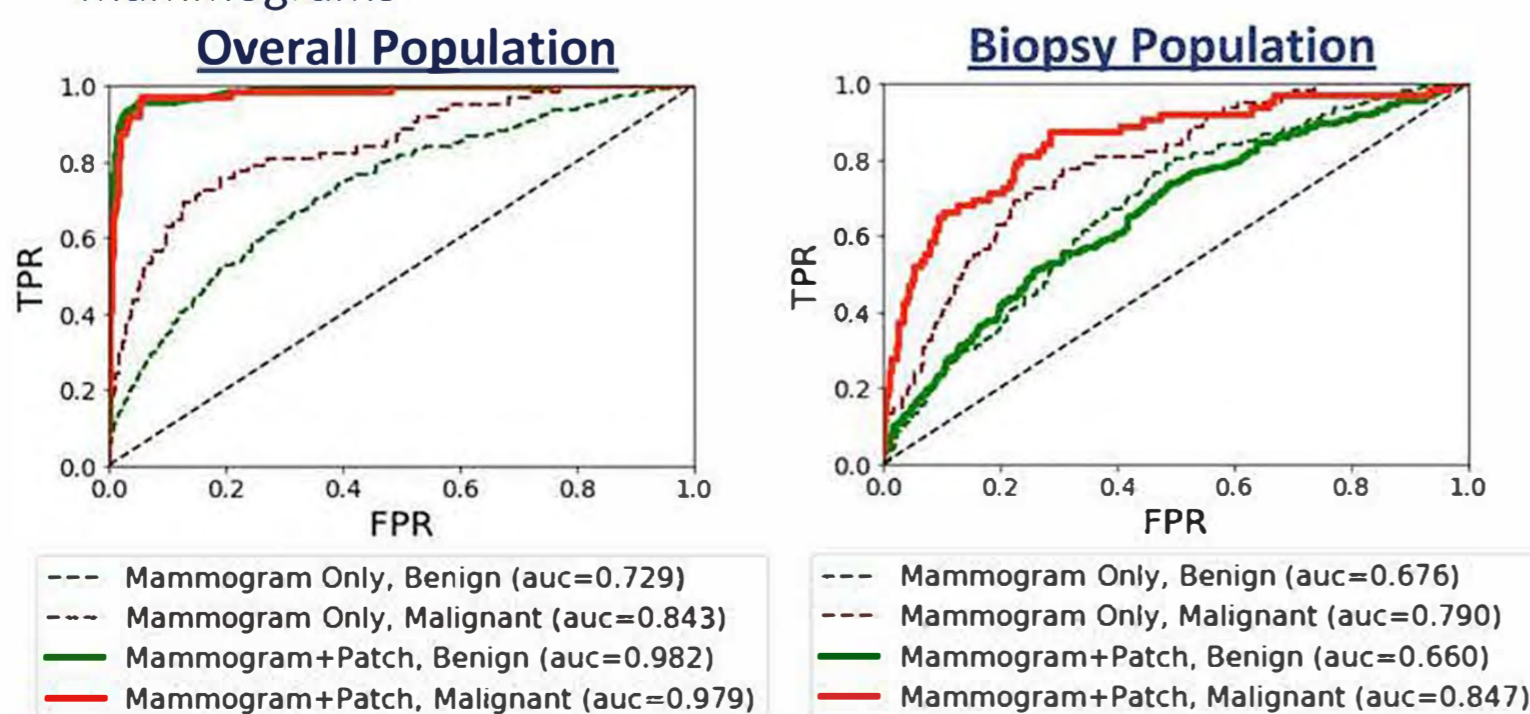 Overall Population
Biopsy Population
1.0
0.8
0.6
0.4
0.2
0.0
TPR
0.0 0.2 0.4 0.6 0.8 1.0
FPR
1.0
0.8
0.6
0.4
0.2
0.0
TPR
0.0 0.2 0.4 0.6 0.8 1.0
FPR
Mammogram Only, Benign (auc=0.729)
Mammogram Only, Malignant (auc=0.843)
Mammogram+Patch, Benign (auc=0.982)
Mammogram+Patch, Malignant (auc=0.979)
Mammogram Only, Benign (auc=0.676)
Mammogram Only, Malignant (auc=0.790)
Mammogram+Patch, Benign (auc=0.660)
Mammogram+Patch, Malignant (auc=0.847)